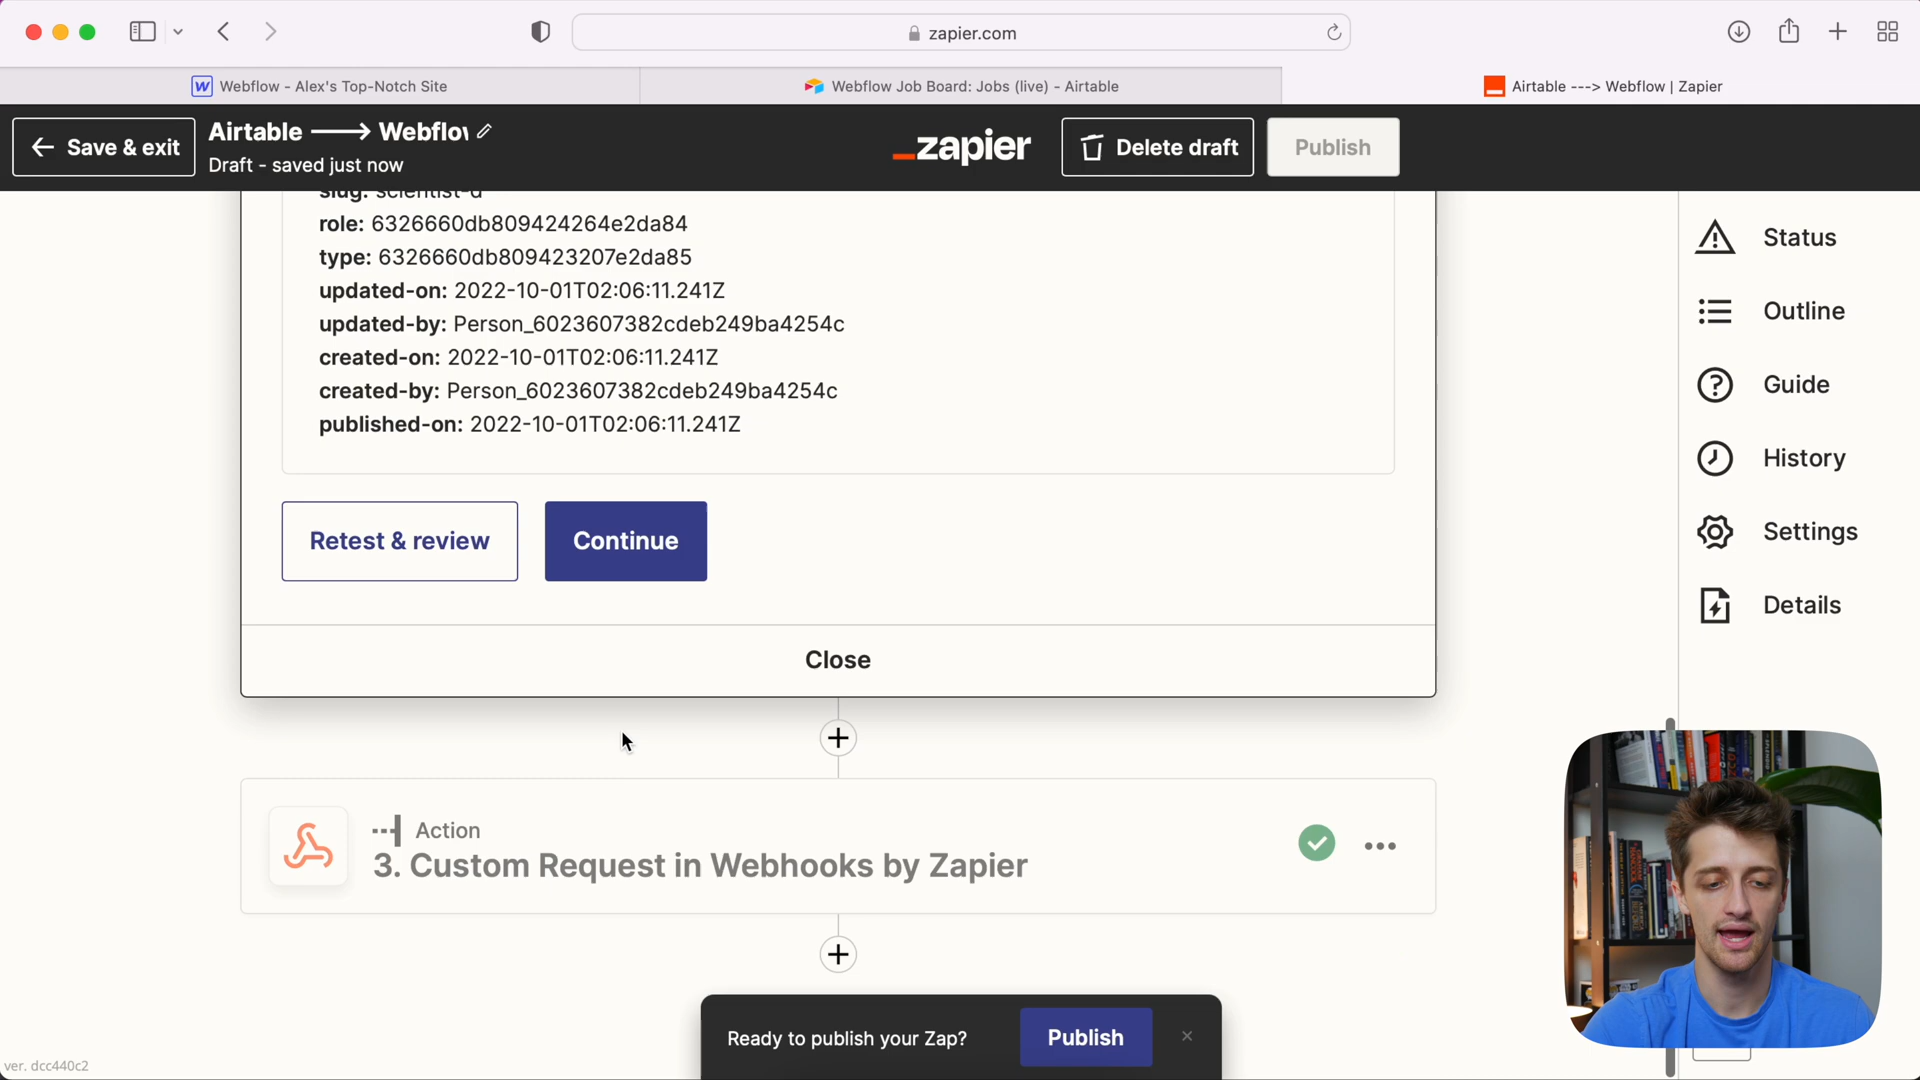 zapier.com
Webflow - Alex's Top-Notch Site
Webflow Job Board: Jobs (live) - Airtable
Airtable ---> Webflow | Zapier
Save & exit
Airtable ⟶ Webflow
Draft - saved just now
_zapier
Delete draft
Publish
slug: scientist-d
role: 6326660db809424264e2da84
type: 6326660db809423207e2da85
updated-on: 2022-10-01T02:06:11.241Z
updated-by: Person_6023607382cdeb249ba4254c
created-on: 2022-10-01T02:06:11.241Z
created-by: Person_6023607382cdeb249ba4254c
published-on: 2022-10-01T02:06:11.241Z
Retest & review
Continue
Close
Action
3. Custom Request in Webhooks by Zapier
Ready to publish your Zap?
Publish
Status
Outline
Guide
History
Settings
Details
ver. dcc440c2